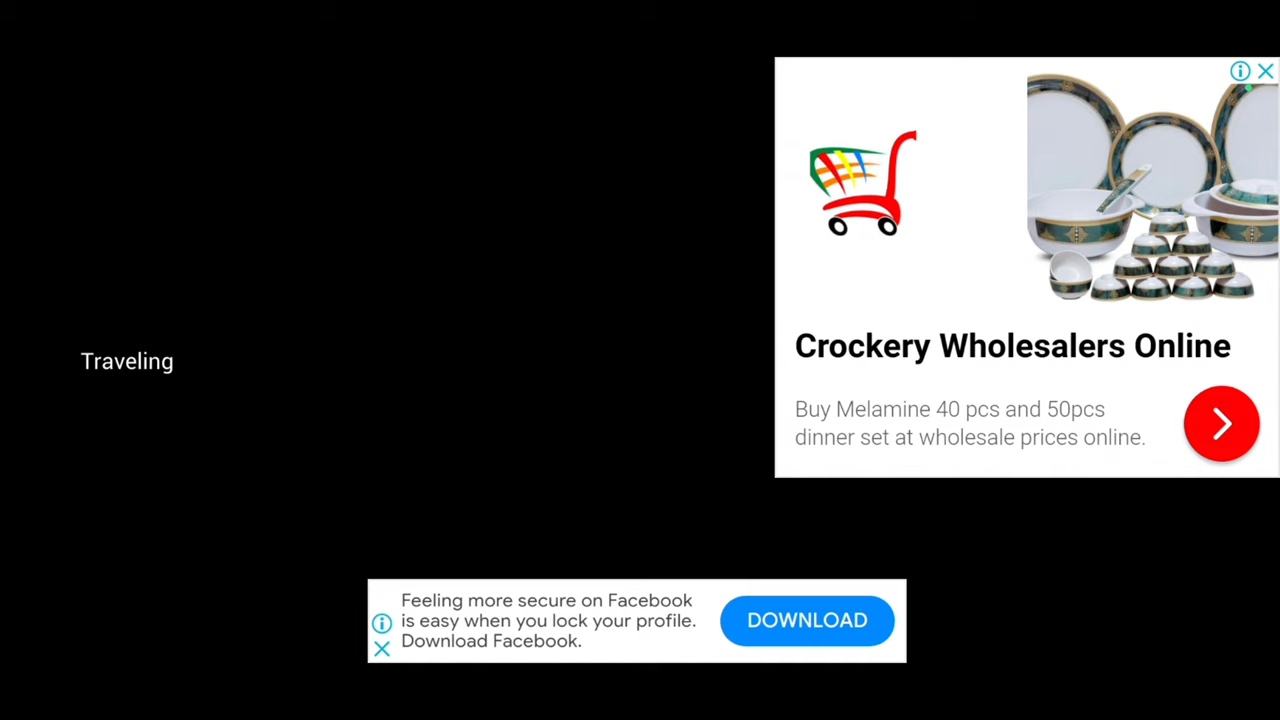 Traveling
Crockery Wholesalers Online
Buy Melamine 40 pcs and 50pcs
dinner set at wholesale prices online.
Feeling more secure on Facebook
is easy when you lock your profile.
Download Facebook.
DOWNLOAD